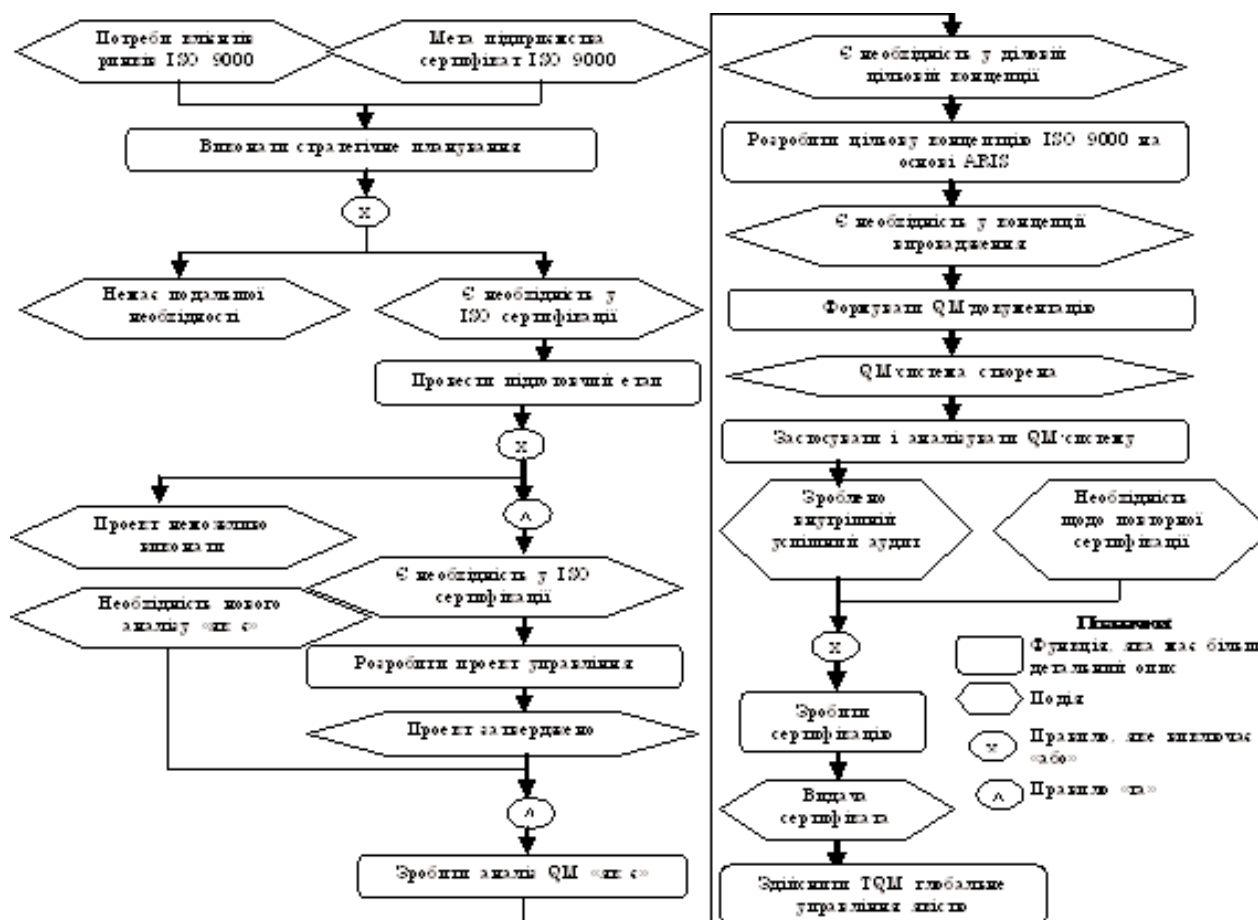 Потреби клієнтів
ринків ISO 9000
Мета підприємства
сертифікат ISO 9000
Виконати стратегічне планування
X
Немає подальшої
необхідності
Є необхідність у
ISO сертифікації
Провести підготовчий етап
X
Проект неможливо
виконати
^
Необхідність нового
аналізу «як є»
Є необхідність у ISO
сертифікації
Розробити проект управління
Проект затверджено
^
Зробити аналіз QM «як є»
Є необхідність у діловій
цільовій концепції
Розробити цільову концепцію ISO 9000 на
основі ARIS
Є необхідність у концепції
впровадження
Формувати QM-документацію
QM-система створена
Застосувати і аналізувати QM-систему
Зроблено
внутрішній
успішний аудит
Необхідність
щодо повторної
сертифікації
X
Зробити
сертифікацію
Видача
сертифіката
Здійснити TQM глобальне
управління якістю
Позначення
Функція, яка має більш
детальний опис
Подія
X
Правило, яке виключає
«або»
^
Правило «та»